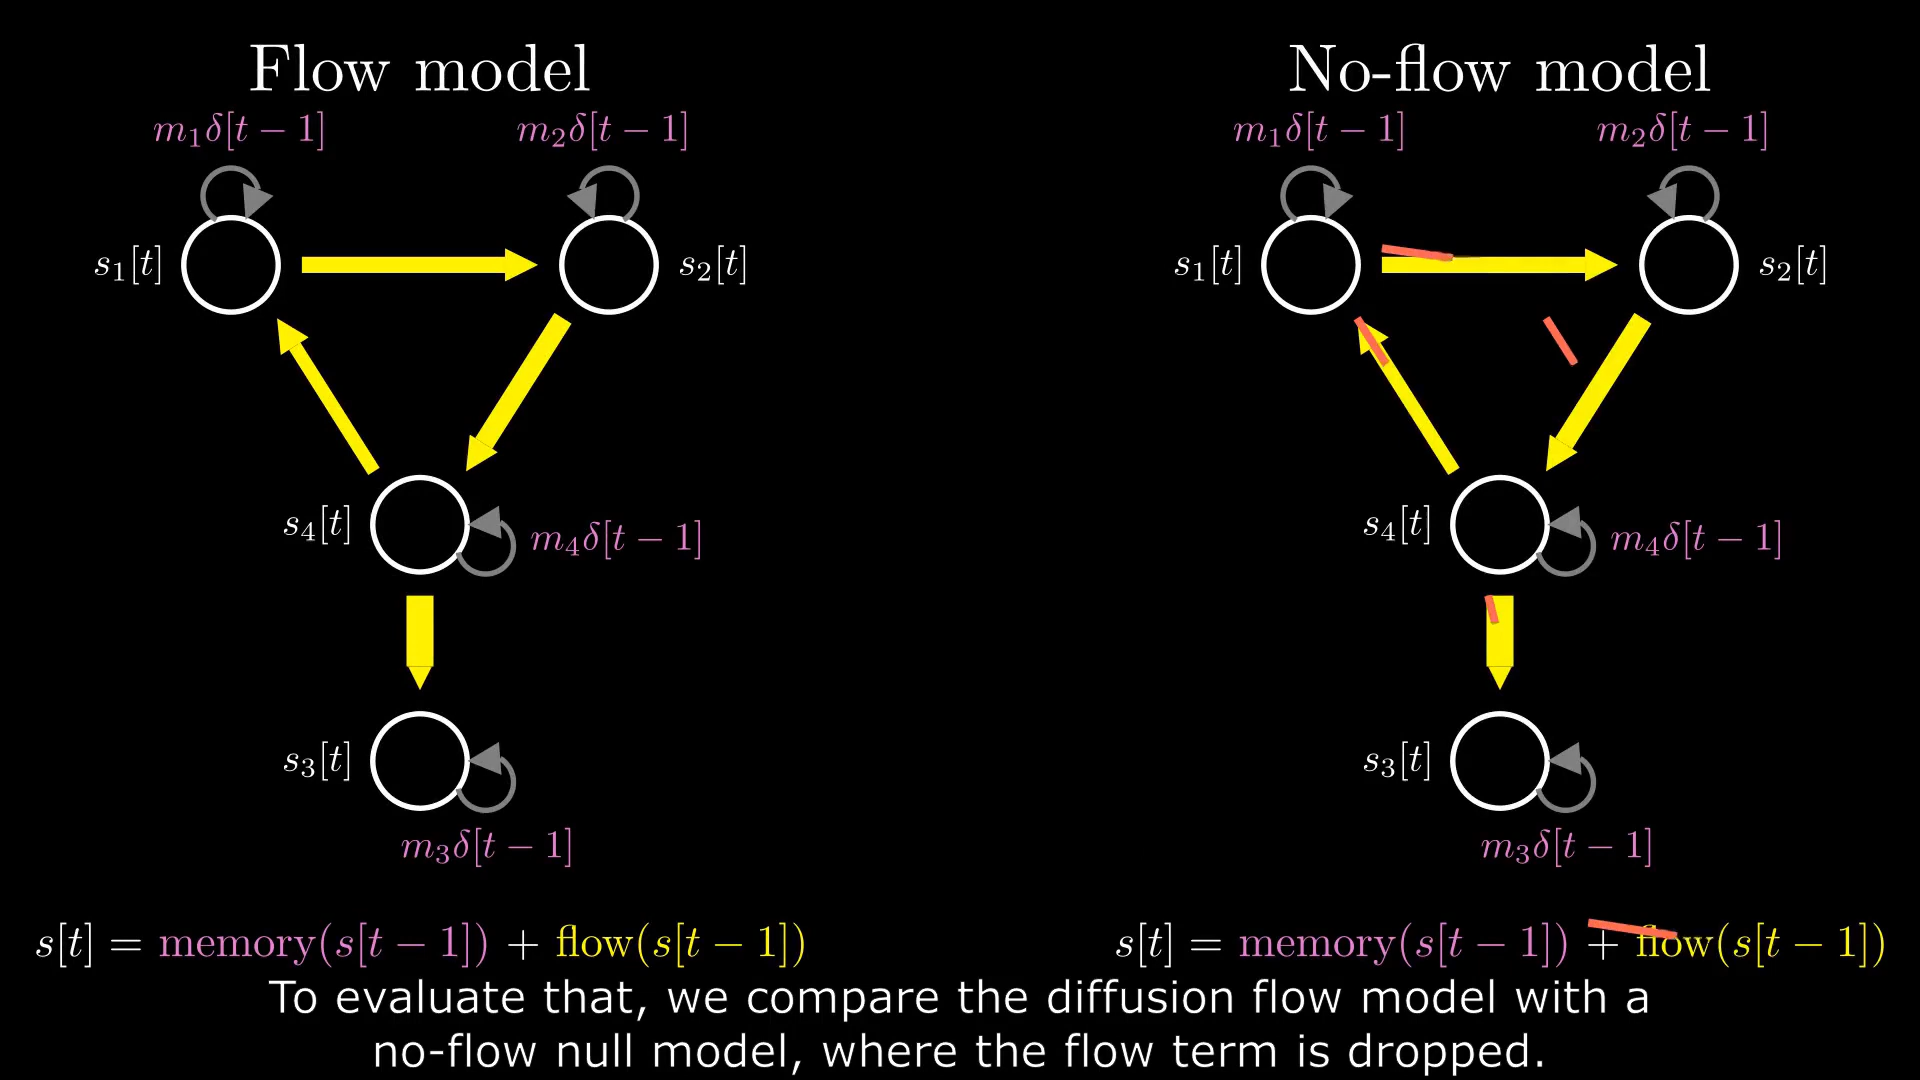 Flow model
m₁δ[t − 1] m₂δ[t − 1]
s₁[t] s₂[t]
s₄[t] m₄δ[t − 1]
s₃[t]
m₃δ[t − 1]
s[t] = memory(s[t − 1]) + flow(s[t − 1])
No-flow model
m₁δ[t − 1] m₂δ[t − 1]
s₁[t] s₂[t]
s₄[t] m₄δ[t − 1]
s₃[t]
m₃δ[t − 1]
s[t] = memory(s[t − 1]) + flow(s[t − 1])
To evaluate that, we compare the diffusion flow model with a
no-flow null model, where the flow term is dropped.